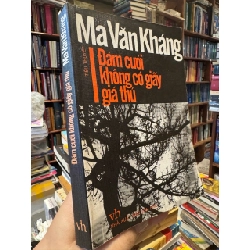 Ma Văn Kháng
Đám cưới
không có giấy
giá thú
Ma Văn Kháng
Đám cưới không có giấy giá thú
vh